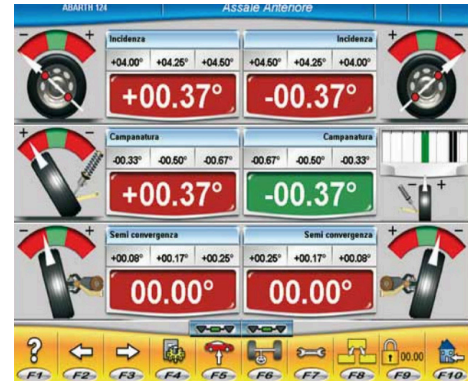 ABARTH 124 Assale Anteriore
Incidenza Incidenza
+04.00° +04.25° +04.50° +04.50° +04.25° +04.00°
+00.37° -00.37°
Campanatura Campanatura
-00.33° -00.50° -00.67° -00.67° -00.50° -00.33°
+00.37° -00.37°
Semi convergenza Semi convergenza
+00.08° +00.17° +00.25° +00.25° +00.17° +00.08°
00.00° 00.00°
? 00.00
F1 F2 F3 F4 F5 F6 F7 F8 F9 F10